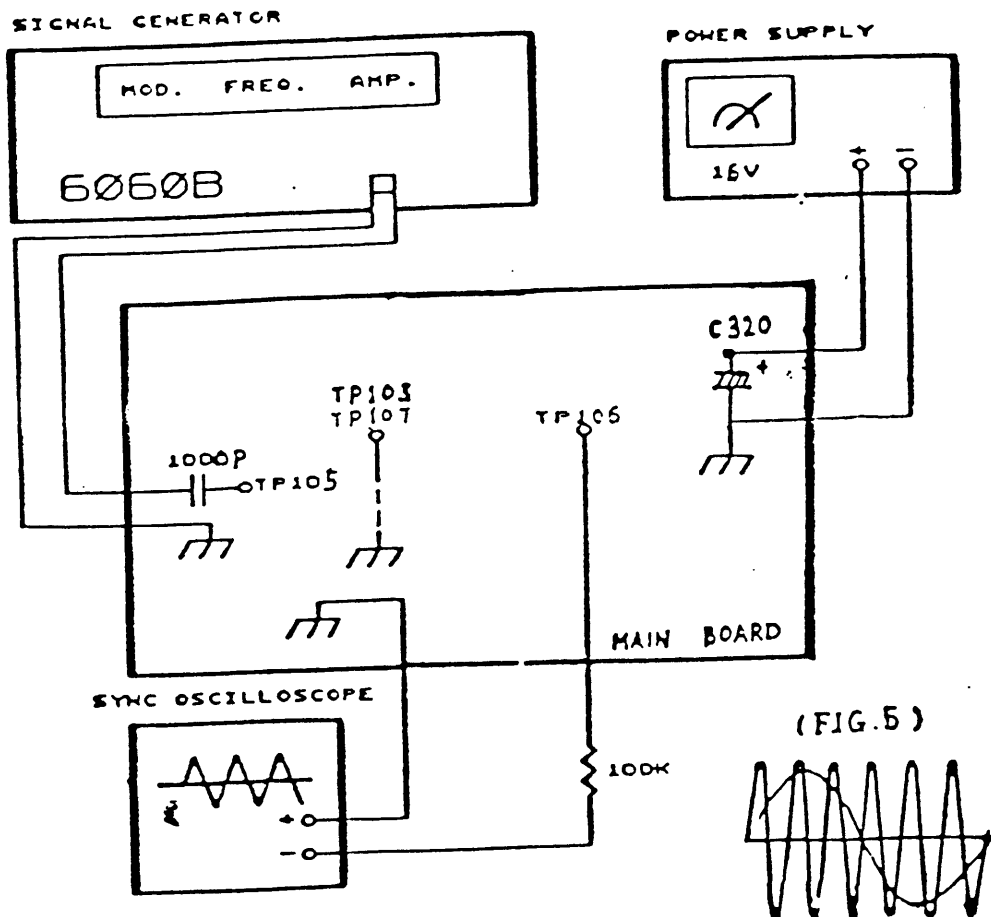 SIGNAL GENERATOR
MOD. FREQ. AMP.
6060B
POWER SUPPLY
16V
+ -
C320
+
TP103
TP107
TP106
1000P
TP105
MAIN BOARD
SYNC OSCILLOSCOPE
+
-
100K
(FIG.5)